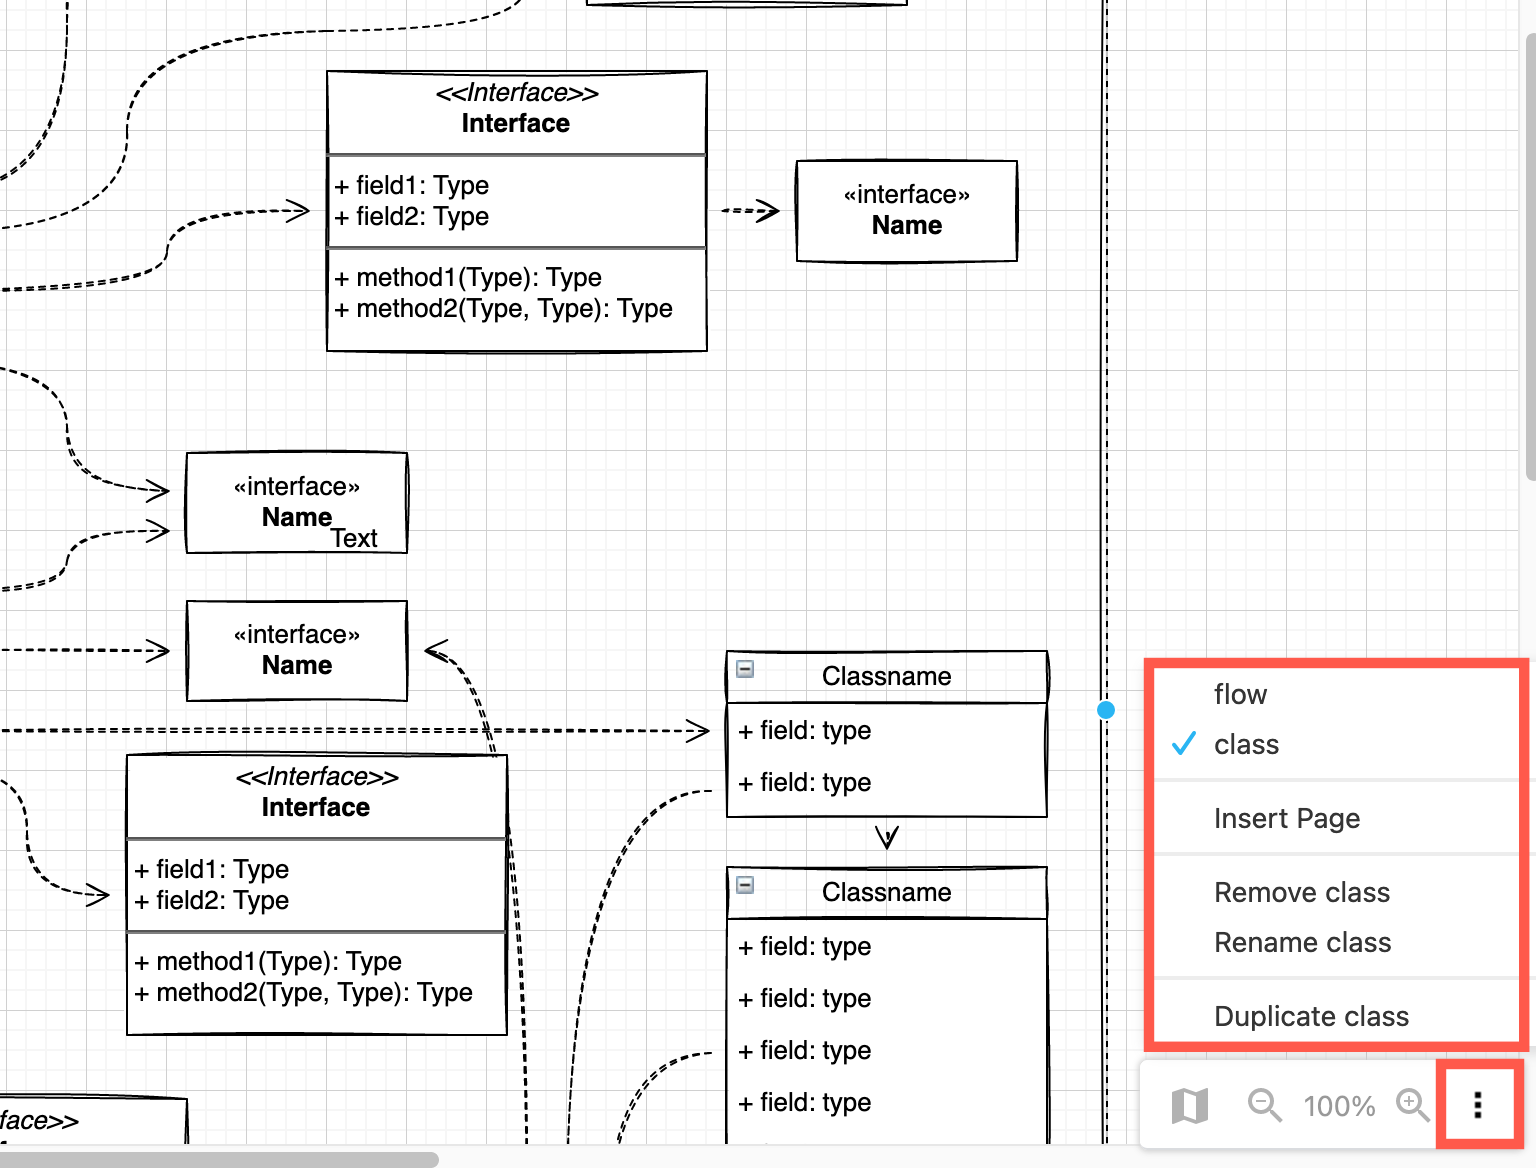 <<Interface>>
Interface
+ field1: Type
+ field2: Type
+ method1(Type): Type
+ method2(Type, Type): Type
«interface»
Name
«interface»
Name
Text
«interface»
Name
Classname
+ field: type
+ field: type
<<Interface>>
Interface
+ field1: Type
+ field2: Type
+ method1(Type): Type
+ method2(Type, Type): Type
Classname
+ field: type
+ field: type
+ field: type
+ field: type
face>>
flow
class
Insert Page
Remove class
Rename class
Duplicate class
100%